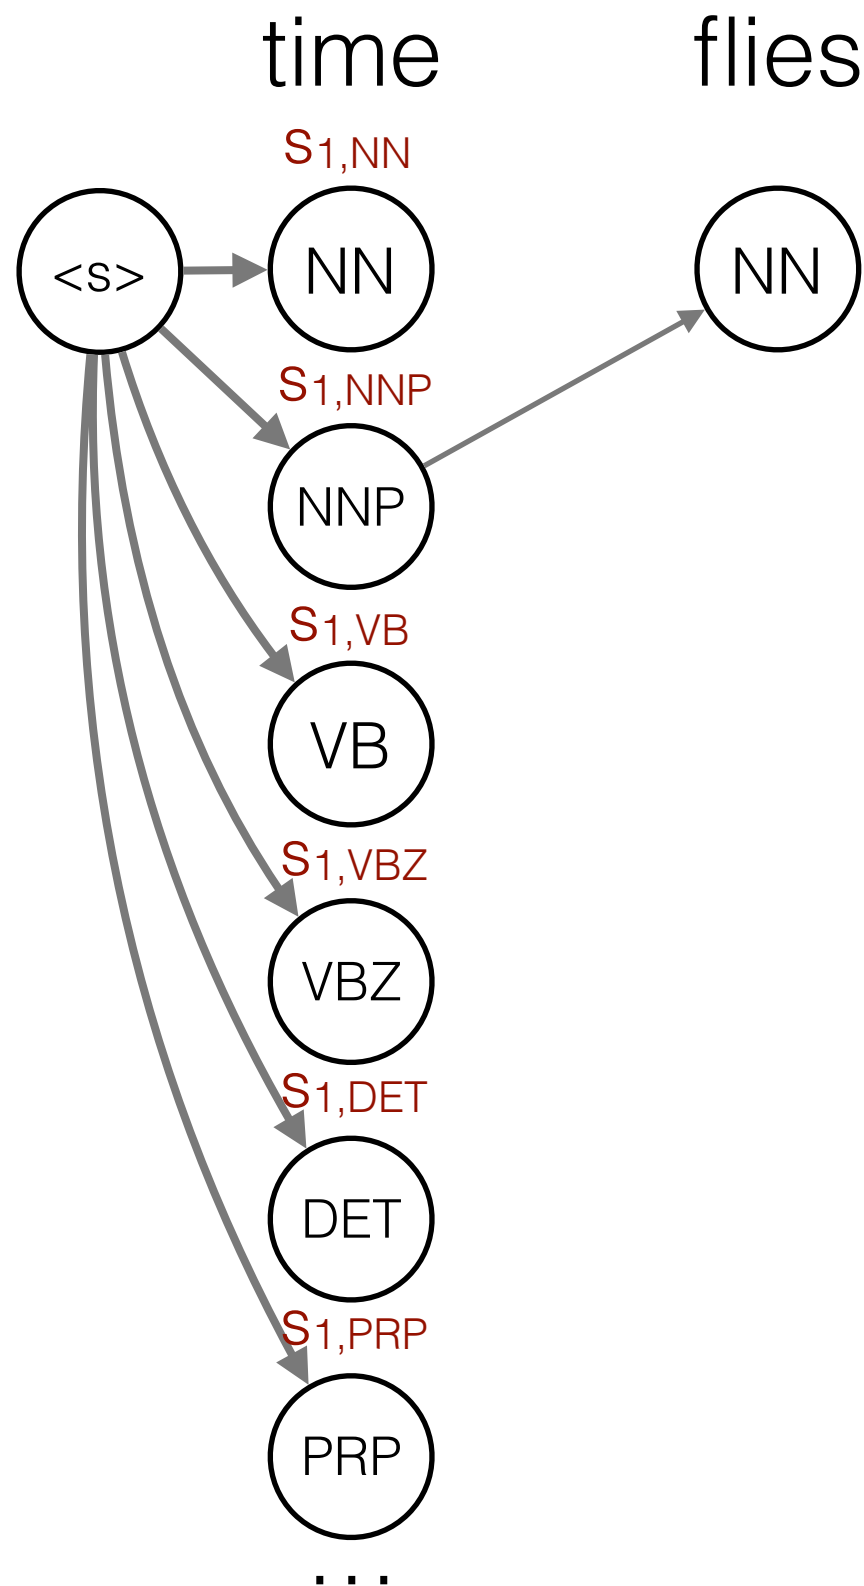 time flies
s1,NN
<s> NN NN
s1,NNP
NNP
s1,VB
VB
s1,VBZ
VBZ
s1,DET
DET
s1,PRP
PRP
...